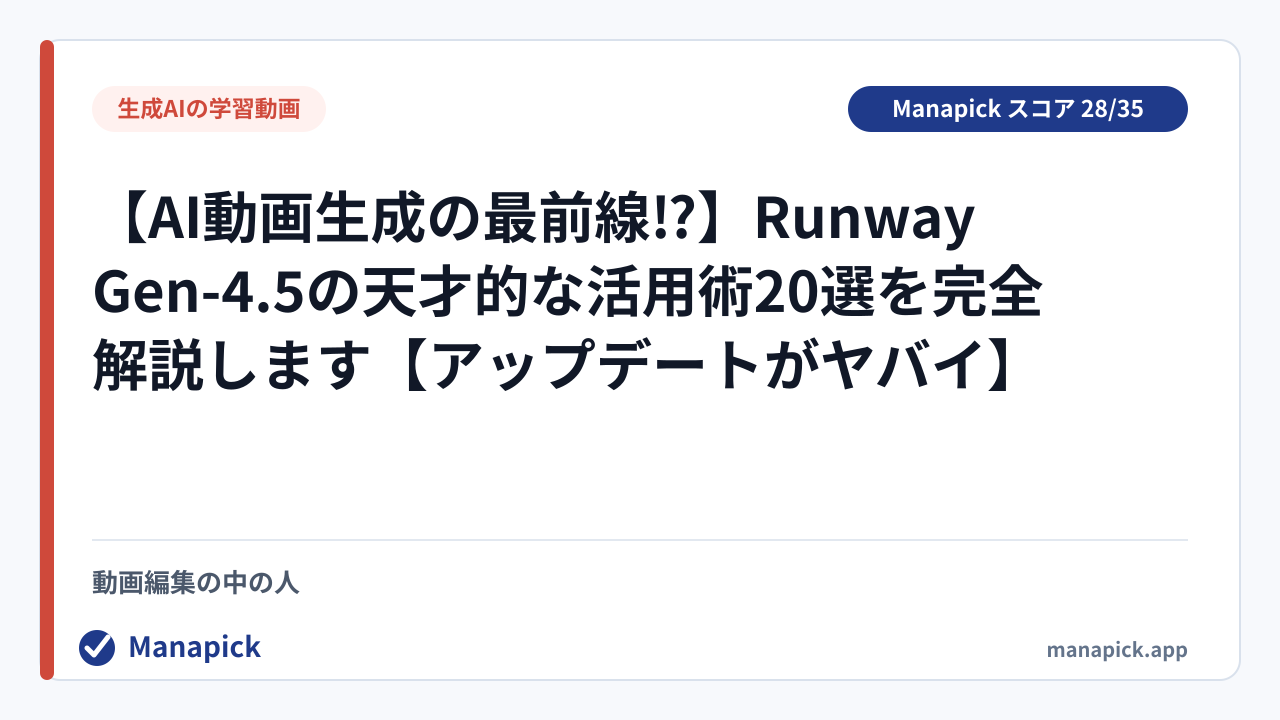 生成AIの学習動画
Manapick スコア 28/35
【AI動画生成の最前線⁉】Runway
Gen-4.5の天才的な活用術20選を完全
解説します【アップデートがヤバイ】
動画編集の中の人
Manapick
manapick.app